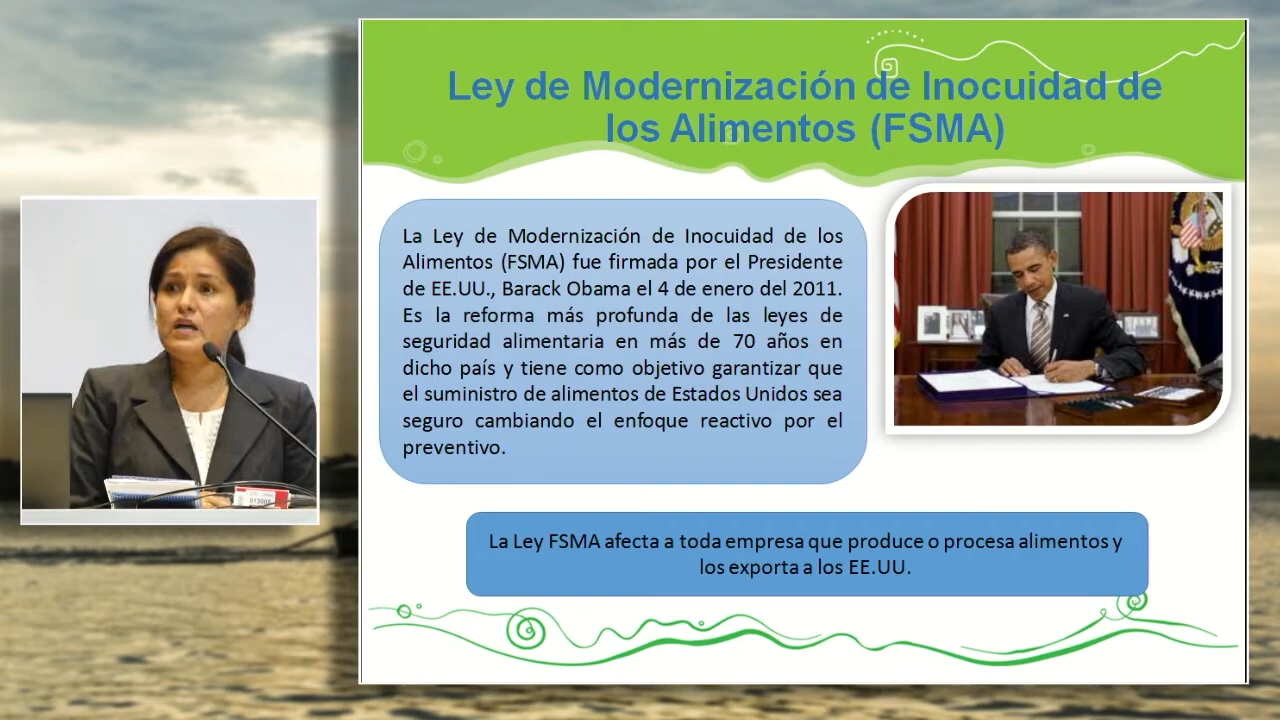 Ley de Modernización de Inocuidad de
los Alimentos (FSMA)
La Ley de Modernización de Inocuidad de los
Alimentos (FSMA) fue firmada por el Presidente
de EE.UU., Barack Obama el 4 de enero del 2011.
Es la reforma más profunda de las leyes de
seguridad alimentaria en más de 70 años en
dicho país y tiene como objetivo garantizar que
el suministro de alimentos de Estados Unidos sea
seguro cambiando el enfoque reactivo por el
preventivo.
La Ley FSMA afecta a toda empresa que produce o procesa alimentos y
los exporta a los EE.UU.